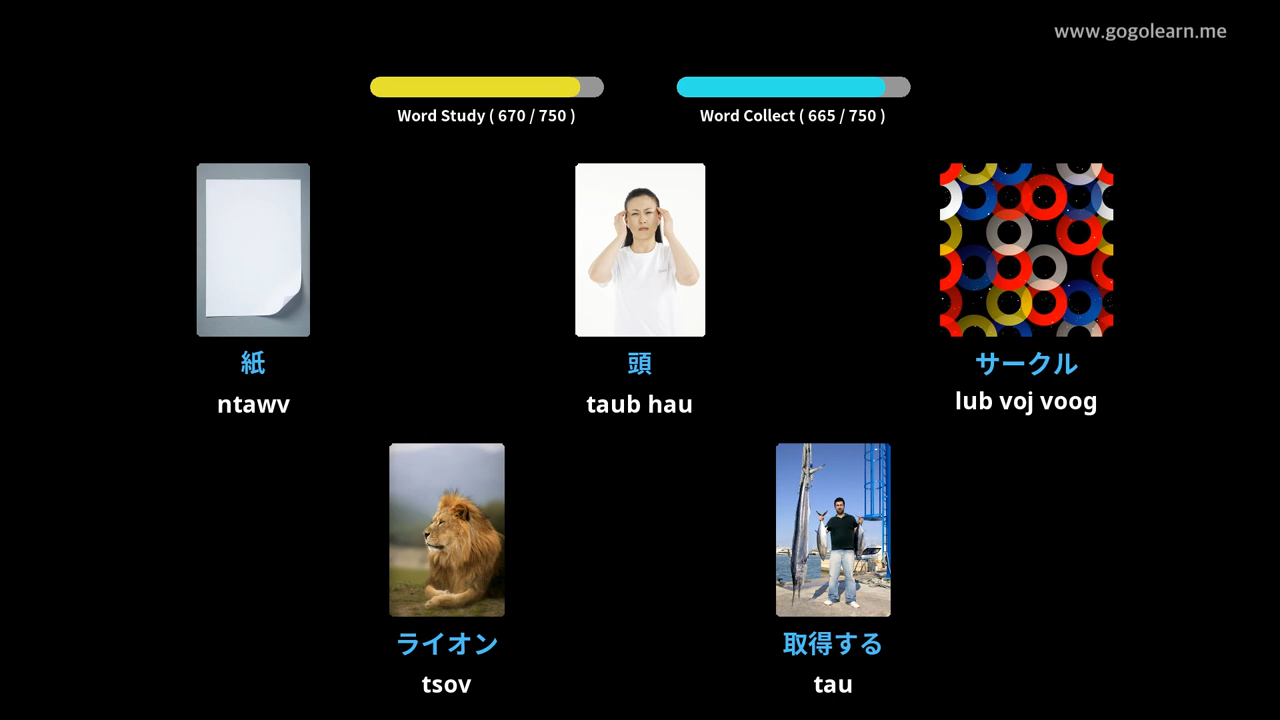 www.gogolearn.me
Word Study ( 670 / 750 )
Word Collect ( 665 / 750 )
紙
ntawv
頭
taub hau
サークル
lub voj voog
ライオン
tsov
取得する
tau